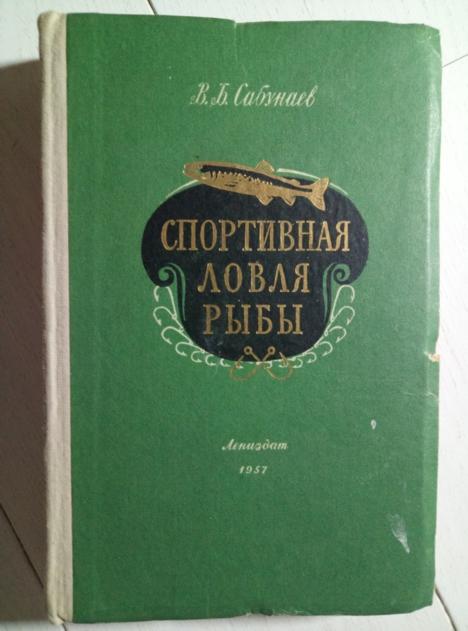 В.Б. Сабунаев
СПОРТИВНАЯ
ЛОВЛЯ
РЫБЫ
Лениздат
1957